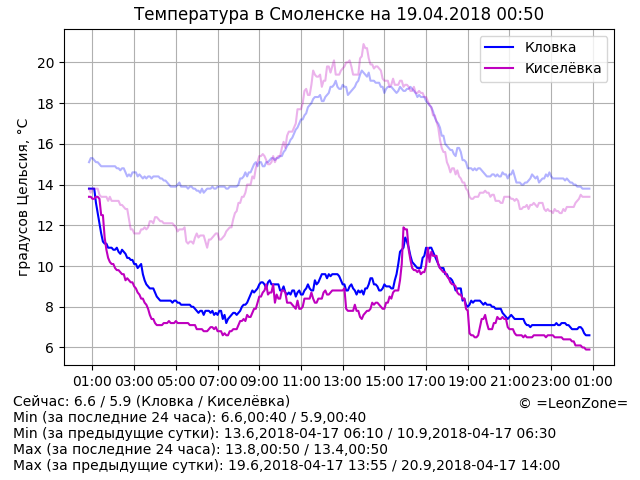 Температура в Смоленске на 19.04.2018 00:50
Кловка
Киселёвка
градусов Цельсия, °C
20
18
16
14
12
10
8
6
01:00 03:00 05:00 07:00 09:00 11:00 13:00 15:00 17:00 19:00 21:00 23:00 01:00
Сейчас: 6.6 / 5.9 (Кловка / Киселёвка)
© =LeonZone=
Min (за последние 24 часа): 6.6,00:40 / 5.9,00:40
Min (за предыдущие сутки): 13.6,2018-04-17 06:10 / 10.9,2018-04-17 06:30
Max (за последние 24 часа): 13.8,00:50 / 13.4,00:50
Max (за предыдущие сутки): 19.6,2018-04-17 13:55 / 20.9,2018-04-17 14:00